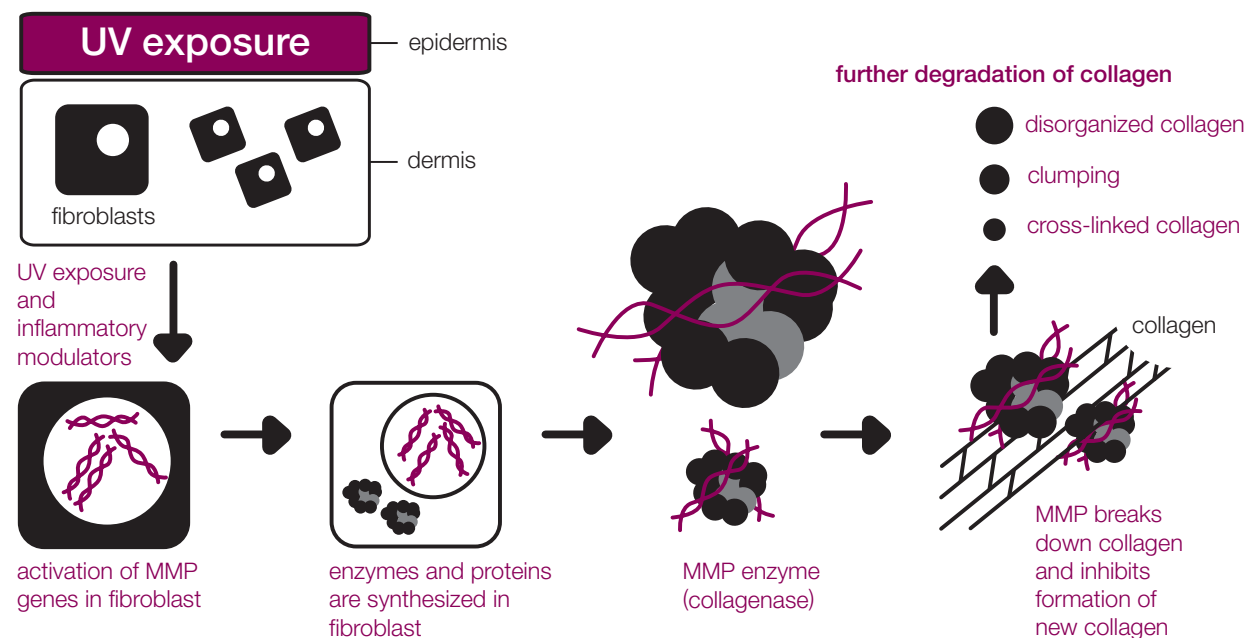 UV exposure
epidermis
dermis
fibroblasts
UV exposure
and
inflammatory
modulators
activation of MMP
genes in fibroblast
enzymes and proteins
are synthesized in
fibroblast
MMP enzyme
(collagenase)
further degradation of collagen
disorganized collagen
clumping
cross-linked collagen
collagen
MMP breaks
down collagen
and inhibits
formation of
new collagen